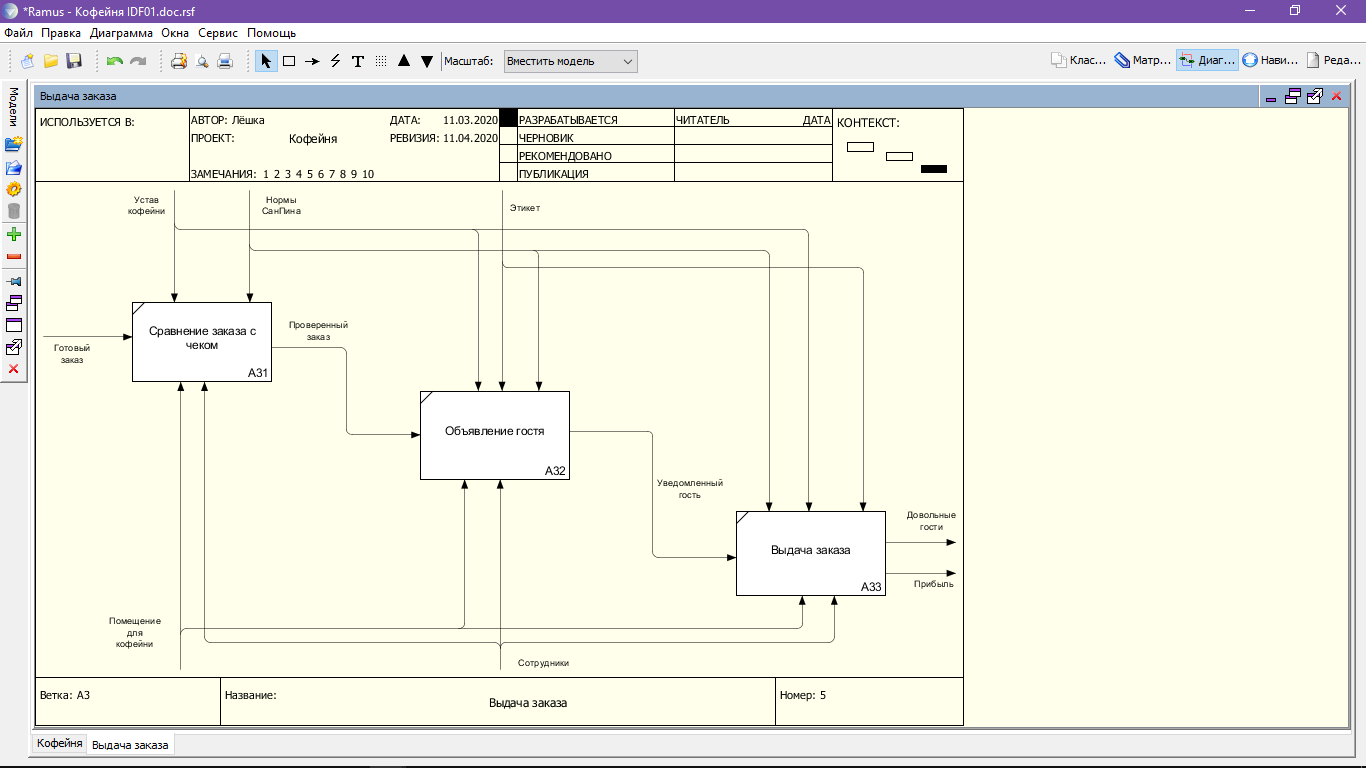 *Ramus - Кофейня IDF01.doc.rsf
Файл Правка Диаграмма Окна Сервис Помощь
Масштаб: Вместить модель
Клас... Матр... Диаг... Нави... Реда...
Модели
Выдача заказа
ИСПОЛЬЗУЕТСЯ В:
АВТОР: Лёшка
ДАТА: 11.03.2020
ПРОЕКТ: Кофейня
РЕВИЗИЯ: 11.04.2020
ЗАМЕЧАНИЯ: 1 2 3 4 5 6 7 8 9 10
РАЗРАБАТЫВАЕТСЯ
ЧЕРНОВИК
РЕКОМЕНДОВАНО
ПУБЛИКАЦИЯ
ЧИТАТЕЛЬ ДАТА
КОНТЕКСТ:
Устав
кофейни
Нормы
СанПина
Этикет
Готовый
заказ
Сравнение заказа с
чеком
A31
Проверенный
заказ
Объявление гостя
A32
Уведомленный
гость
Выдача заказа
A33
Довольные
гости
Прибыль
Помещение
для
кофейни
Сотрудники
Ветка: A3
Название:
Выдача заказа
Номер: 5
Кофейня Выдача заказа